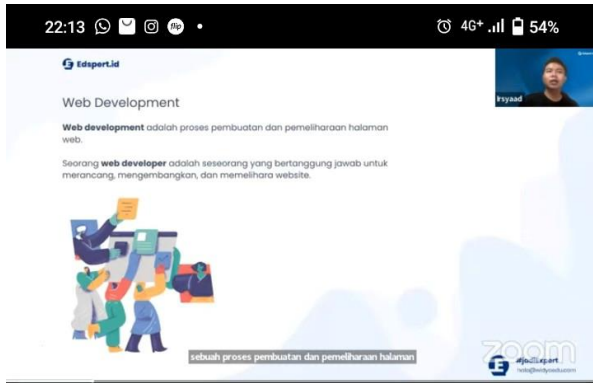 22:13
flip
4G+
54%
Edspert.id
Irsyaad
Web Development
Web development adalah proses pembuatan dan pemeliharaan halaman
web.
Seorang web developer adalah seseorang yang bertanggung jawab untuk
merancang, mengembangkan, dan memelihara website.
sebuah proses pembuatan dan pemeliharaan halaman
zoom